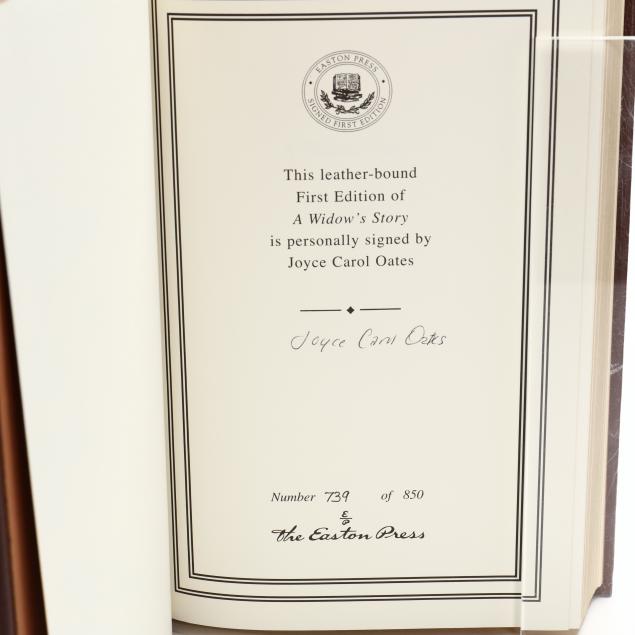 EASTON PRESS
SIGNED FIRST EDITION
This leather-bound
First Edition of
A Widow's Story
is personally signed by
Joyce Carol Oates
Joyce Carol Oates
Number 739 of 850
E
P
The Easton Press